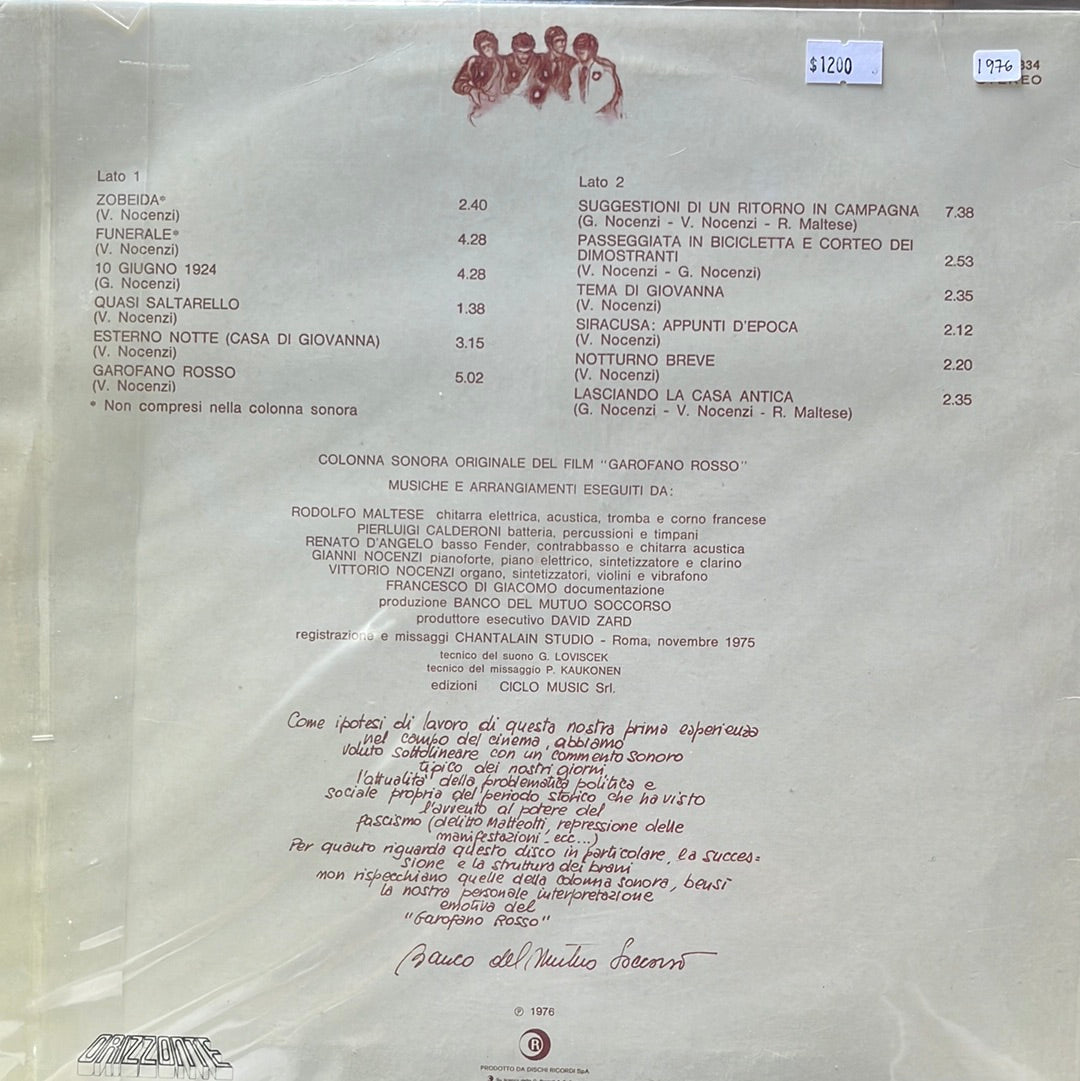 $1200
1976
334
STEREO
Lato 1
ZOBEIDA* 2.40
(V. Nocenzi)
FUNERALE* 4.28
(V. Nocenzi)
10 GIUGNO 1924 4.28
(G. Nocenzi)
QUASI SALTARELLO 1.38
(V. Nocenzi)
ESTERNO NOTTE (CASA DI GIOVANNA) 3.15
(V. Nocenzi)
GAROFANO ROSSO 5.02
(V. Nocenzi)
* Non compresi nella colonna sonora
Lato 2
SUGGESTIONI DI UN RITORNO IN CAMPAGNA 7.38
(G. Nocenzi - V. Nocenzi - R. Maltese)
PASSEGGIATA IN BICICLETTA E CORTEO DEI
DIMOSTRANTI 2.53
(V. Nocenzi - G. Nocenzi)
TEMA DI GIOVANNA 2.35
(V. Nocenzi)
SIRACUSA: APPUNTI D'EPOCA 2.12
(V. Nocenzi)
NOTTURNO BREVE 2.20
(V. Nocenzi)
LASCIANDO LA CASA ANTICA 2.35
(G. Nocenzi - V. Nocenzi - R. Maltese)
COLONNA SONORA ORIGINALE DEL FILM "GAROFANO ROSSO"
MUSICHE E ARRANGIAMENTI ESEGUITI DA:
RODOLFO MALTESE chitarra elettrica, acustica, tromba e corno francese
PIERLUIGI CALDERONI batteria, percussioni e timpani
RENATO D'ANGELO basso Fender, contrabbasso e chitarra acustica
GIANNI NOCENZI pianoforte, piano elettrico, sintetizzatore e clarino
VITTORIO NOCENZI organo, sintetizzatori, violini e vibrafono
FRANCESCO DI GIACOMO documentazione
produzione BANCO DEL MUTUO SOCCORSO
produttore esecutivo DAVID ZARD
registrazione e missaggi CHANTALAIN STUDIO - Roma, novembre 1975
tecnico del suono G. LOVISCEK
tecnico del missaggio P. KAUKONEN
edizioni CICLO MUSIC Srl.
Come ipotesi di lavoro di questa nostra prima esperienza
nel campo del cinema, abbiamo
voluto sottolineare con un commento sonoro
tipico dei nostri giorni
l'attualità della problematica politica e
sociale propria del periodo storico che ha visto
l'avvento al potere del
fascismo (delitto Matteotti, repressione delle
manifestazioni, ecc...)
Per quanto riguarda questo disco in particolare, la succes=
sione e la struttura dei brani
non rispecchiano quelle della colonna sonora, bensì
la nostra personale interpretazione
emotiva del
"Garofano Rosso"
Banco del Mutuo Soccorso
℗ 1976
R
ORIZZONTE
PRODOTTO DA DISCHI RICORDI SpA